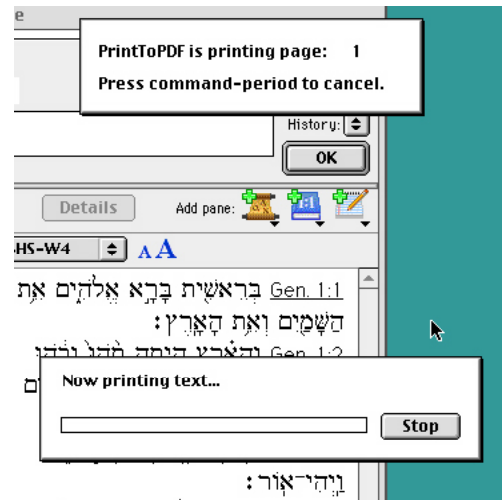 e
PrintToPDF is printing page: 1
Press command-period to cancel.
History:
OK
Details
Add pane:
HS-W4
A A
Gen. 1:1 בְּרֵאשִׁ֖ית בָּרָ֣א אֱלֹהִ֑ים אֵ֥ת
הַשָּׁמַ֖יִם וְאֵ֥ת הָאָֽרֶץ׃
Gen. 1:2
Now printing text...
Stop
וַֽיְהִי־אֽוֹר׃